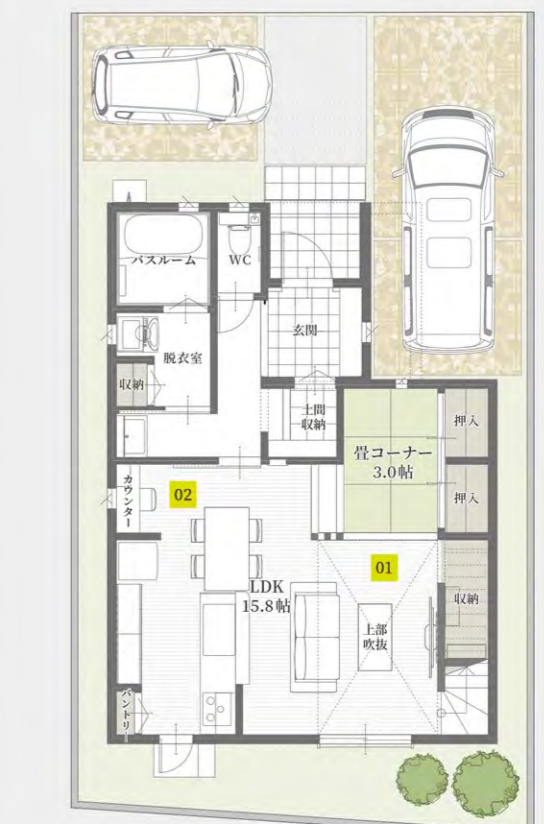 バスルーム
WC
玄関
脱衣室
収納
土間
収納
畳コーナー
3.0帖
押入
押入
カウンター
02
LDK
15.8帖
01
上部
吹抜
収納
パントリー